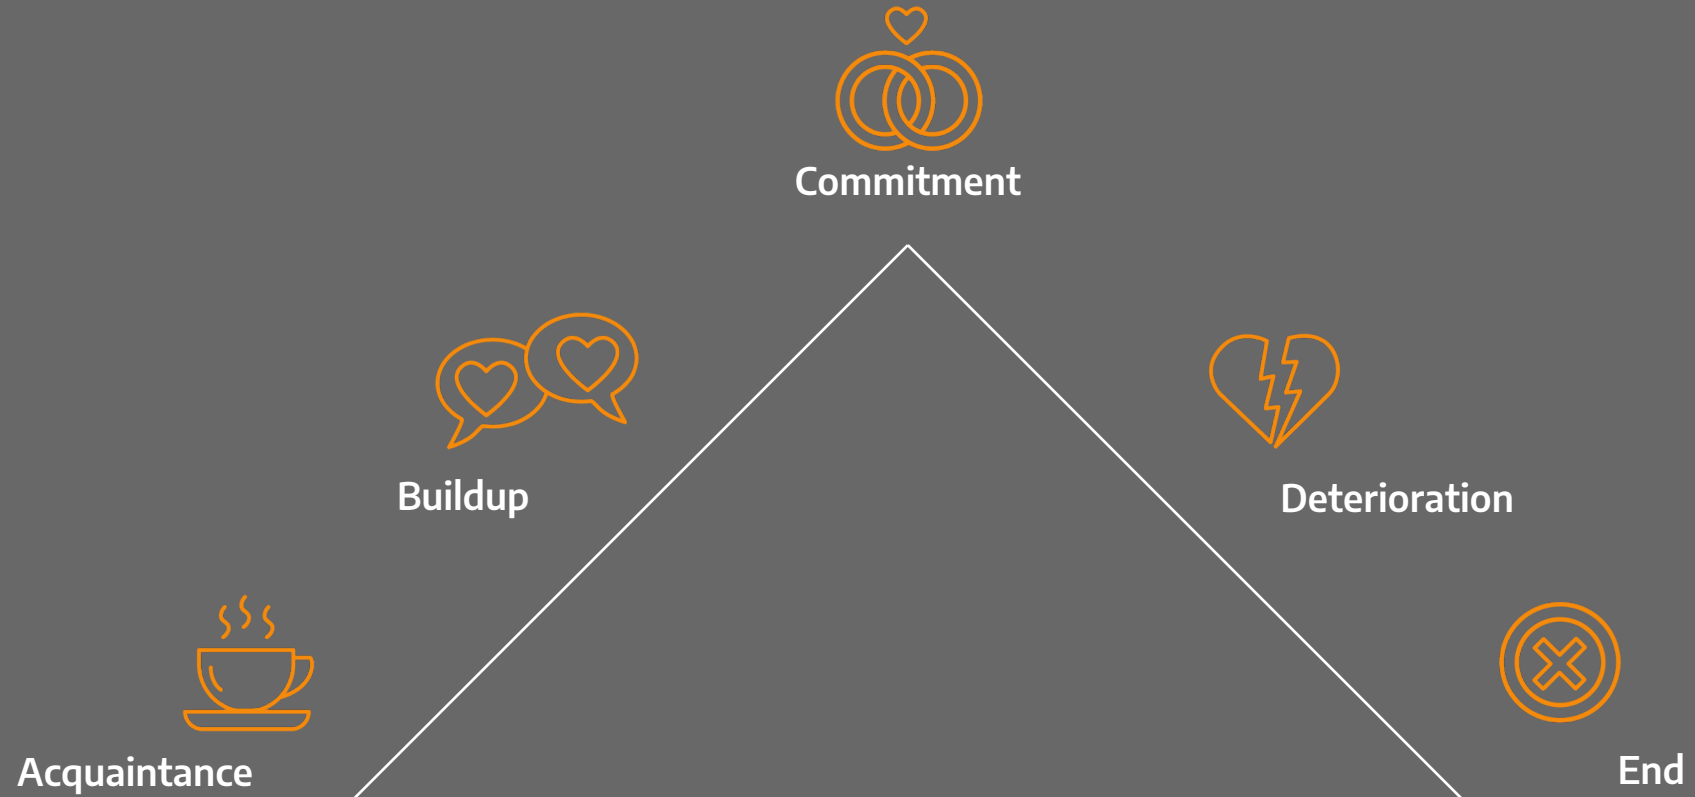 Commitment
Buildup
Deterioration
Acquaintance
End